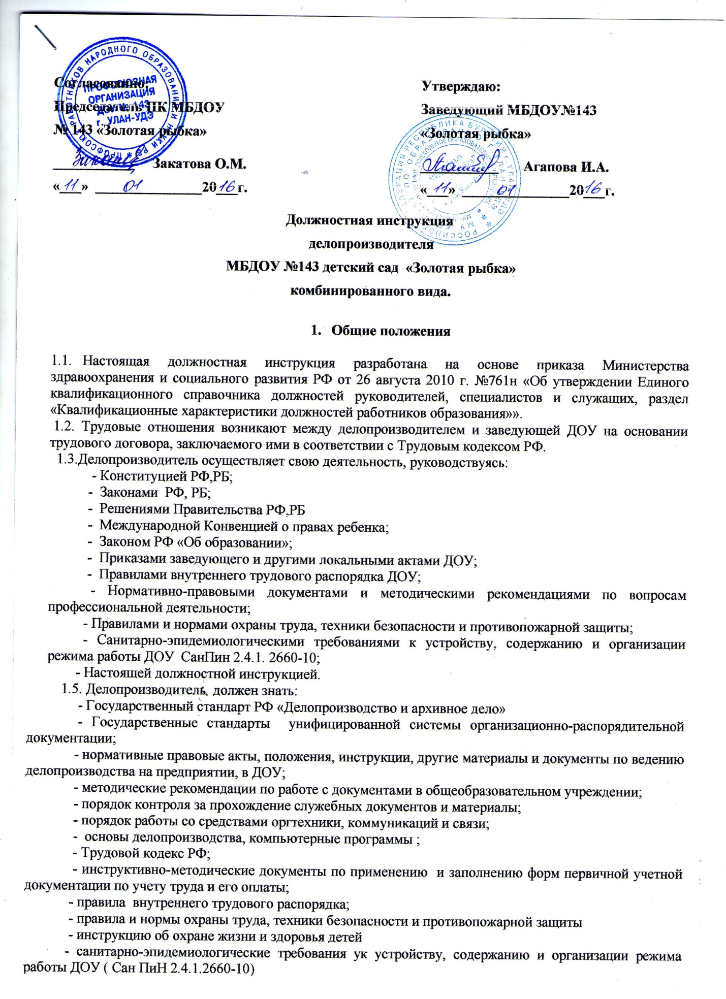 Согласовано:
Председатель ПК МБДОУ
№ 143 «Золотая рыбка»
Закатова О.М.
«11» 01 2016г.
ПРОФСОЮЗНАЯ
ОРГАНИЗАЦИЯ
ДОУ № 143
г. УЛАН-УДЭ
Утверждаю:
Заведующий МБДОУ№143
«Золотая рыбка»
Агапова И.А.
«11» 01 2016г.
Должностная инструкция
делопроизводителя
МБДОУ №143 детский сад «Золотая рыбка»
комбинированного вида.
1. Общие положения
1.1. Настоящая должностная инструкция разработана на основе приказа Министерства
здравоохранения и социального развития РФ от 26 августа 2010 г. №761н «Об утверждении Единого
квалификационного справочника должностей руководителей, специалистов и служащих, раздел
«Квалификационные характеристики должностей работников образования»».
1.2. Трудовые отношения возникают между делопроизводителем и заведующей ДОУ на основании
трудового договора, заключаемого ими в соответствии с Трудовым кодексом РФ.
1.3.Делопроизводитель осуществляет свою деятельность, руководствуясь:
- Конституцией РФ,РБ;
- Законами РФ, РБ;
- Решениями Правительства РФ,РБ
- Международной Конвенцией о правах ребенка;
- Законом РФ «Об образовании»;
- Приказами заведующего и другими локальными актами ДОУ;
- Правилами внутреннего трудового распорядка ДОУ;
- Нормативно-правовыми документами и методическими рекомендациями по вопросам
профессиональной деятельности;
- Правилами и нормами охраны труда, техники безопасности и противопожарной защиты;
- Санитарно-эпидемиологическими требованиями к устройству, содержанию и организации
режима работы ДОУ СанПин 2.4.1. 2660-10;
- Настоящей должностной инструкцией.
1.5. Делопроизводитель, должен знать:
- Государственный стандарт РФ «Делопроизводство и архивное дело»
- Государственные стандарты унифицированной системы организационно-распорядительной
документации;
- нормативные правовые акты, положения, инструкции, другие материалы и документы по ведению
делопроизводства на предприятии, в ДОУ;
- методические рекомендации по работе с документами в общеобразовательном учреждении;
- порядок контроля за прохождение служебных документов и материалы;
- порядок работы со средствами оргтехники, коммуникаций и связи;
- основы делопроизводства, компьютерные программы ;
- Трудовой кодекс РФ;
- инструктивно-методические документы по применению и заполнению форм первичной учетной
документации по учету труда и его оплаты;
- правила внутреннего трудового распорядка;
- правила и нормы охраны труда, техники безопасности и противопожарной защиты
- инструкцию об охране жизни и здоровья детей
- санитарно-эпидемиологические требования ук устройству, содержанию и организации режима
работы ДОУ ( Сан ПиН 2.4.1.2660-10)